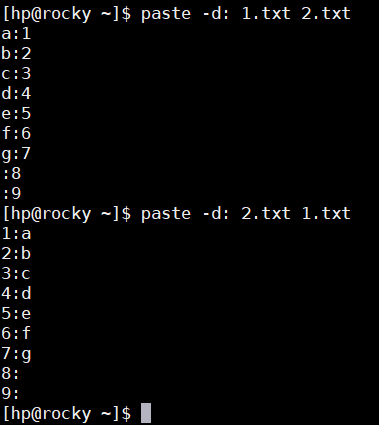 [hp@rocky ~]$ paste -d: 1.txt 2.txt
a:1
b:2
c:3
d:4
e:5
f:6
g:7
:8
:9
[hp@rocky ~]$ paste -d: 2.txt 1.txt
1:a
2:b
3:c
4:d
5:e
6:f
7:g
8:
9:
[hp@rocky ~]$